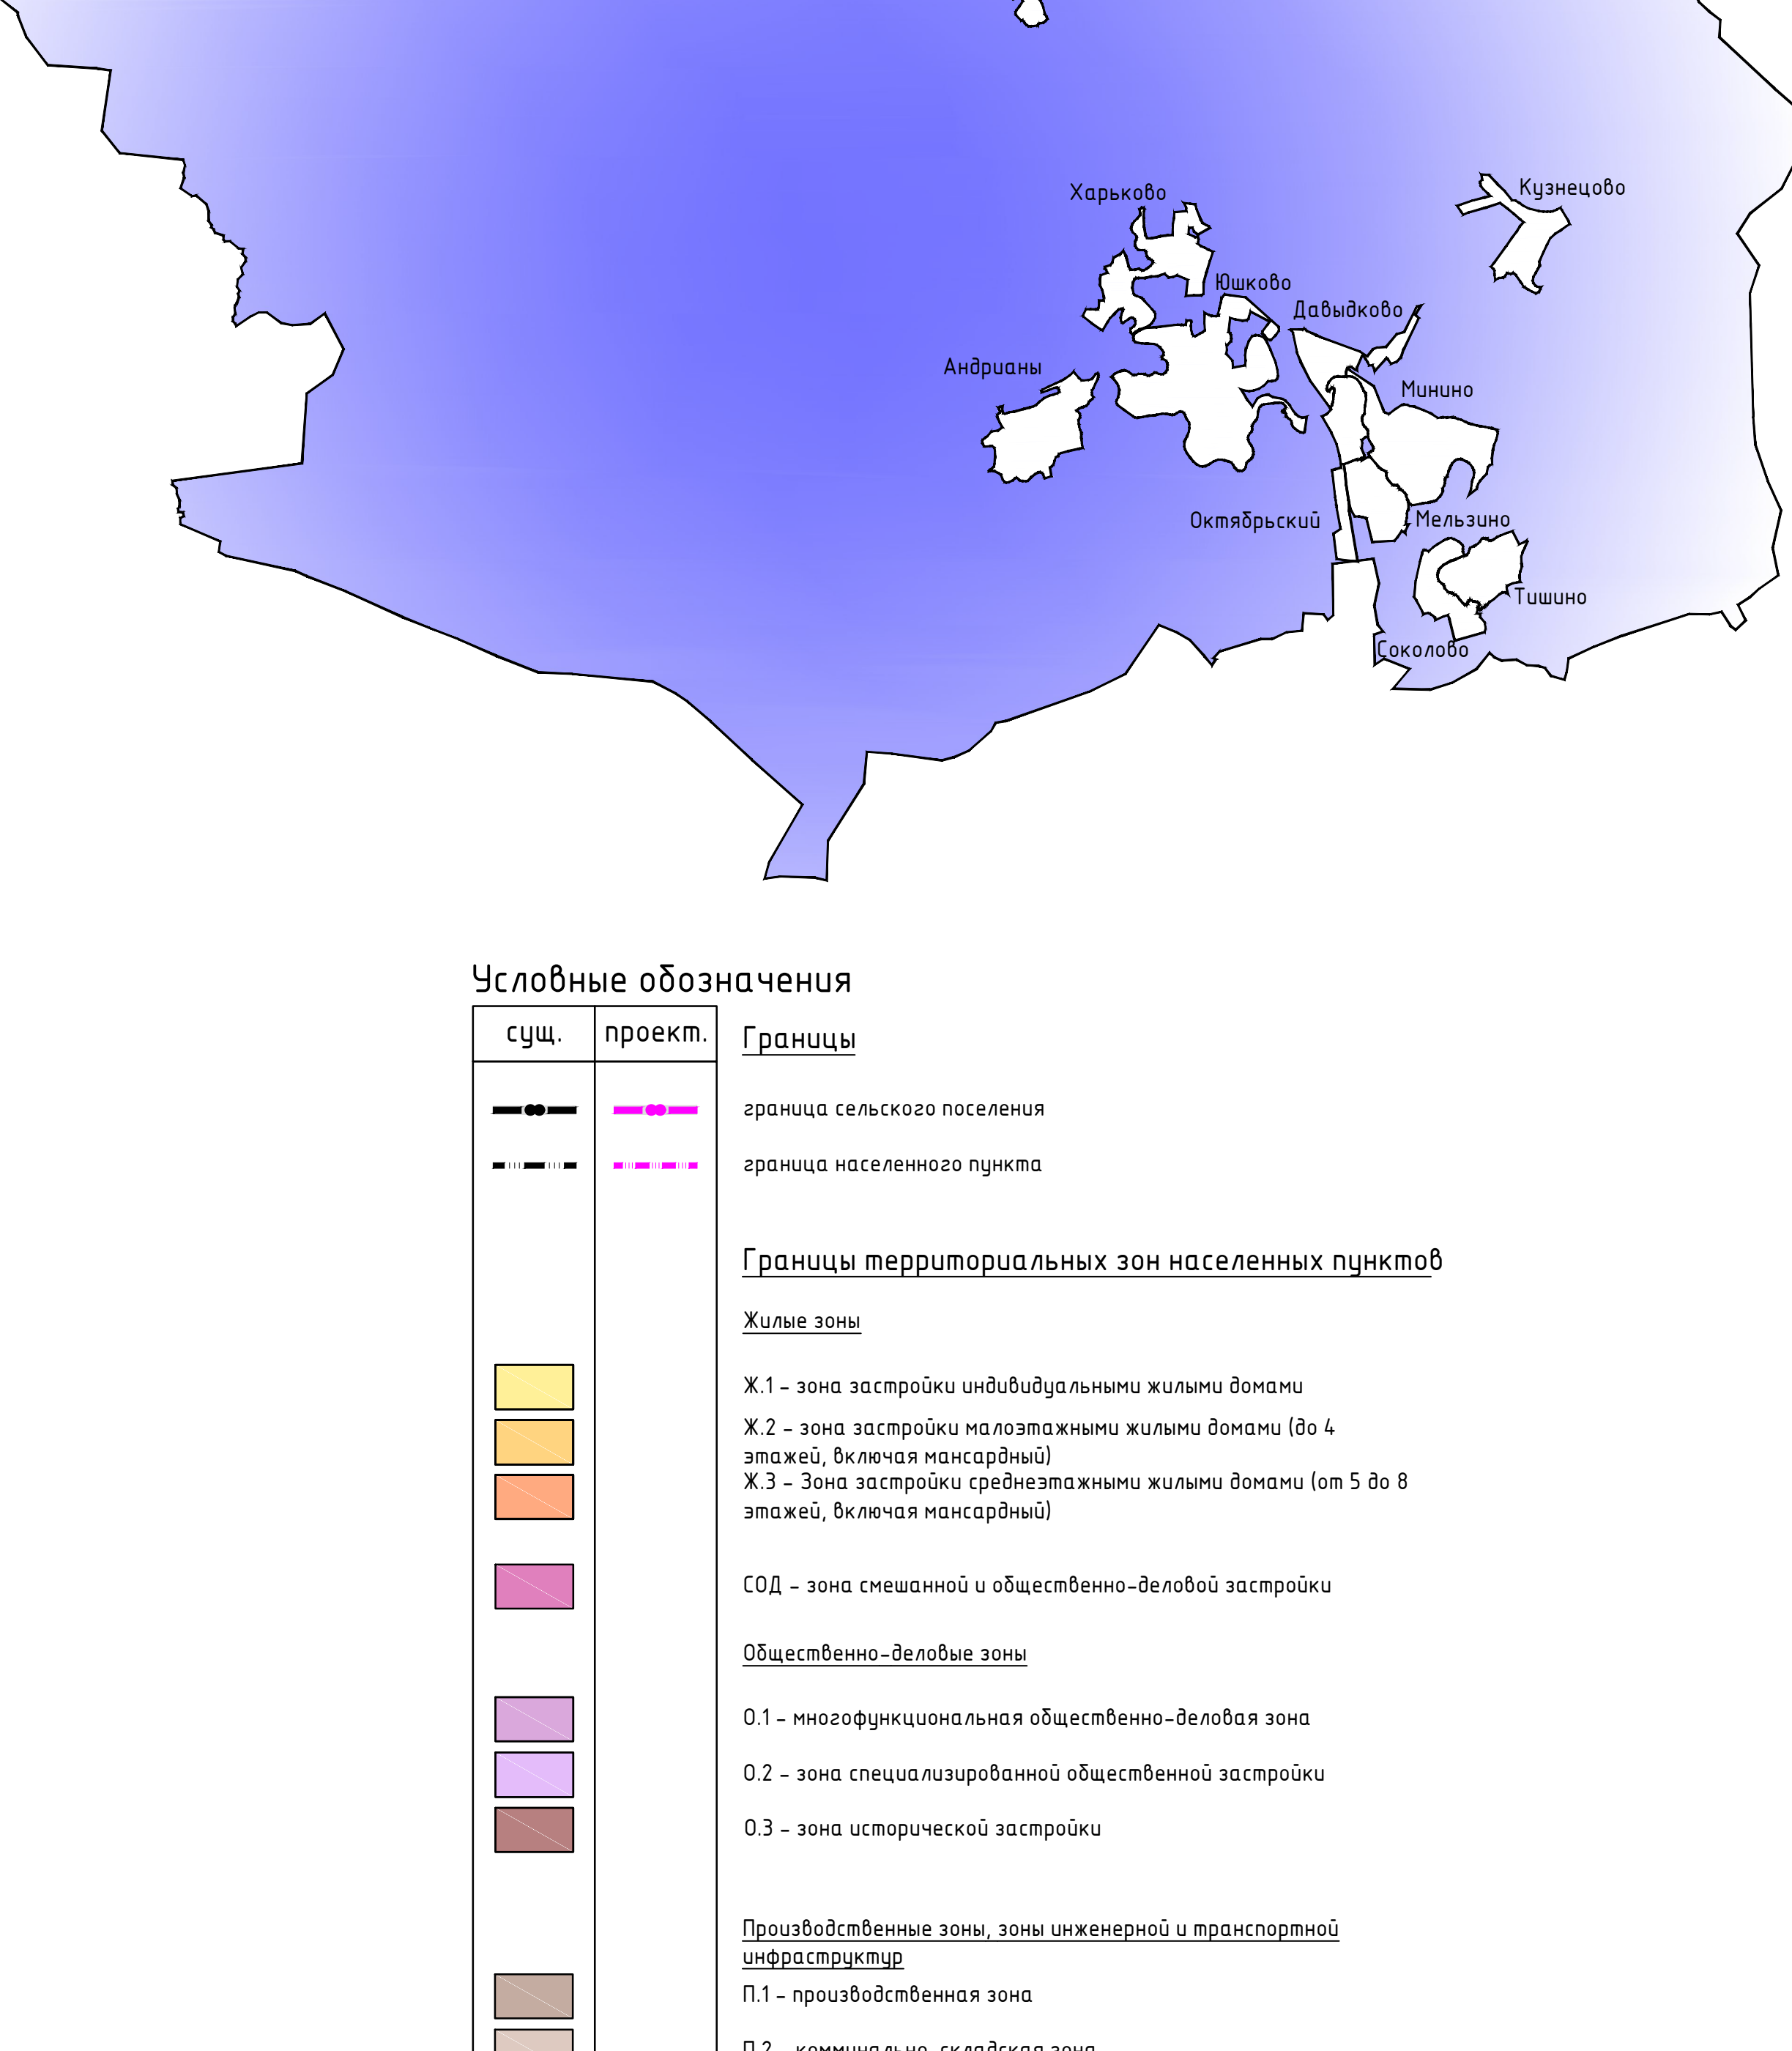 Харьково
Кузнецово
Юшково
Давыдково
Андрианы
Минино
Октябрьский
Мельзино
Тишино
Соколово
Условные обозначения
сущ.
проект.
Границы
граница сельского поселения
граница населенного пункта
Границы территориальных зон населенных пунктов
Жилые зоны
Ж.1 - зона застройки индивидуальными жилыми домами
Ж.2 - зона застройки малоэтажными жилыми домами (до 4
этажей, включая мансардный)
Ж.3 - Зона застройки среднеэтажными жилыми домами (от 5 до 8
этажей, включая мансардный)
СОД - зона смешанной и общественно-деловой застройки
Общественно-деловые зоны
О.1 - многофункциональная общественно-деловая зона
О.2 - зона специализированной общественной застройки
О.3 - зона исторической застройки
Производственные зоны, зоны инженерной и транспортной
инфраструктур
П.1 - производственная зона
П.2 - коммунально-складская зона